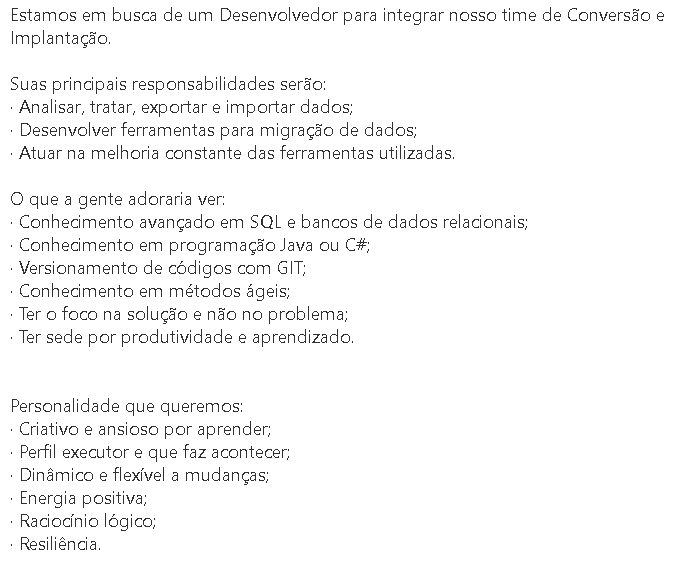 Estamos em busca de um Desenvolvedor para integrar nosso time de Conversão e
Implantação.
Suas principais responsabilidades serão:
· Analisar, tratar, exportar e importar dados;
· Desenvolver ferramentas para migração de dados;
· Atuar na melhoria constante das ferramentas utilizadas.
O que a gente adoraria ver:
· Conhecimento avançado em SQL e bancos de dados relacionais;
· Conhecimento em programação Java ou C#;
· Versionamento de códigos com GIT;
· Conhecimento em métodos ágeis;
· Ter o foco na solução e não no problema;
· Ter sede por produtividade e aprendizado.
Personalidade que queremos:
· Criativo e ansioso por aprender;
· Perfil executor e que faz acontecer;
· Dinâmico e flexível a mudanças;
· Energia positiva;
· Raciocínio lógico;
· Resiliência.